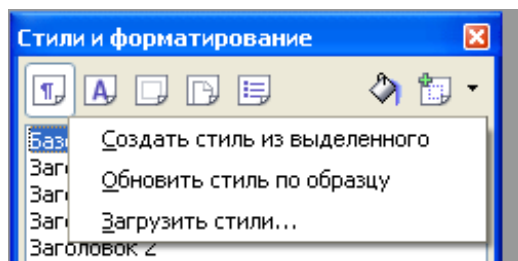 Стили и форматирование
Создать стиль из выделенного
Обновить стиль по образцу
Загрузить стили...
Заголовок 2